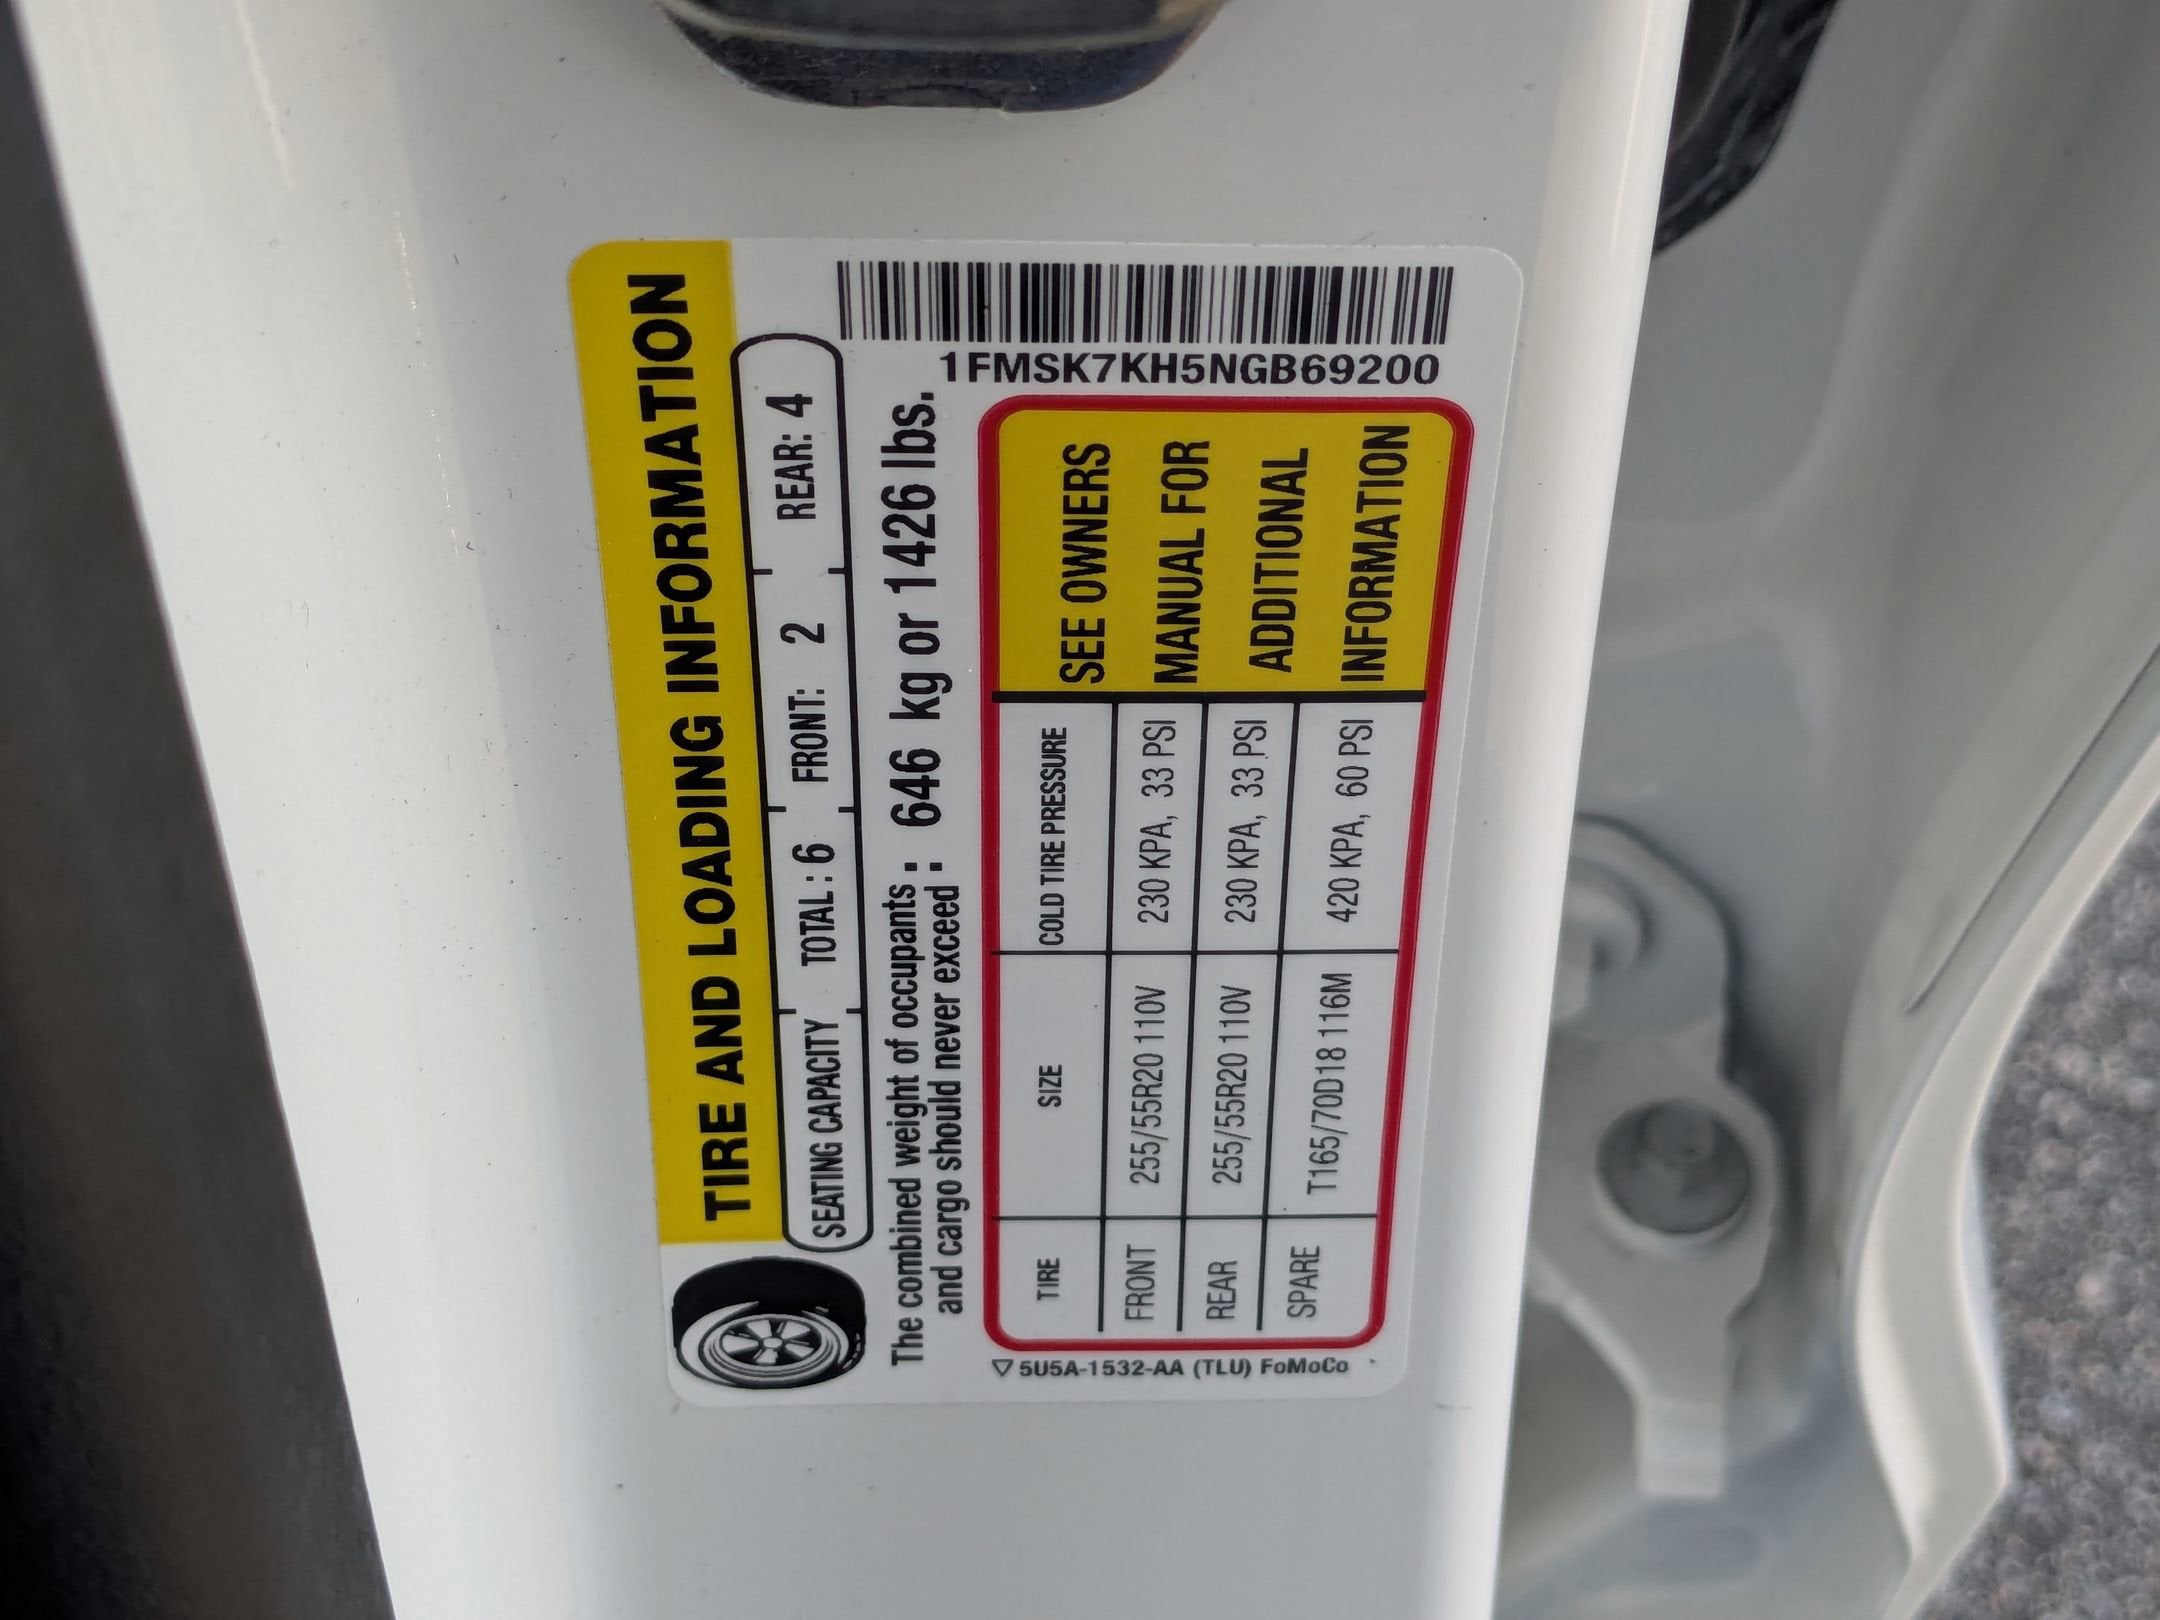 TIRE AND LOADING INFORMATION
SEATING CAPACITY TOTAL : 6 FRONT: 2 REAR: 4
The combined weight of occupants : 646 kg or 1426 lbs.
and cargo should never exceed :
TIRE SIZE COLD TIRE PRESSURE
FRONT 255/55R20 110V 230 KPA, 33 PSI
REAR 255/55R20 110V 230 KPA, 33 PSI
SPARE T165/70D18 116M 420 KPA, 60 PSI
SEE OWNERS
MANUAL FOR
ADDITIONAL
INFORMATION
5U5A-1532-AA (TLU) FoMoCo
1FMSK7KH5NGB69200